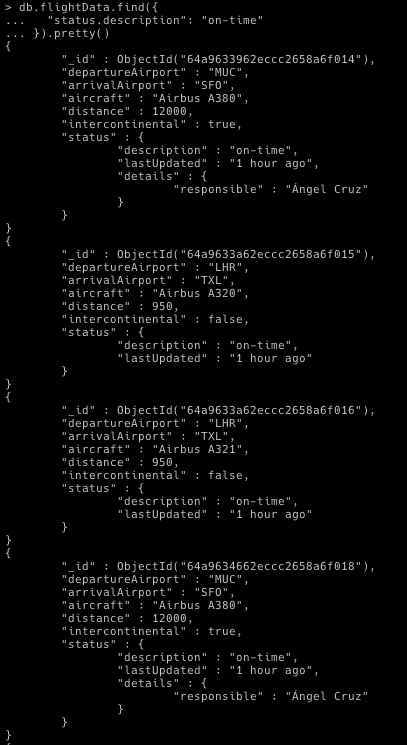 > db.flightData.find({
...   "status.description": "on-time"
... }).pretty()
{
        "_id" : ObjectId("64a9633962eccc2658a6f014"),
        "departureAirport" : "MUC",
        "arrivalAirport" : "SFO",
        "aircraft" : "Airbus A380",
        "distance" : 12000,
        "intercontinental" : true,
        "status" : {
                "description" : "on-time",
                "lastUpdated" : "1 hour ago",
                "details" : {
                        "responsible" : "Ángel Cruz"
                }
        }
}
{
        "_id" : ObjectId("64a9633a62eccc2658a6f015"),
        "departureAirport" : "LHR",
        "arrivalAirport" : "TXL",
        "aircraft" : "Airbus A320",
        "distance" : 950,
        "intercontinental" : false,
        "status" : {
                "description" : "on-time",
                "lastUpdated" : "1 hour ago"
        }
}
{
        "_id" : ObjectId("64a9633a62eccc2658a6f016"),
        "departureAirport" : "LHR",
        "arrivalAirport" : "TXL",
        "aircraft" : "Airbus A321",
        "distance" : 950,
        "intercontinental" : false,
        "status" : {
                "description" : "on-time",
                "lastUpdated" : "1 hour ago"
        }
}
{
        "_id" : ObjectId("64a9634662eccc2658a6f018"),
        "departureAirport" : "MUC",
        "arrivalAirport" : "SFO",
        "aircraft" : "Airbus A380",
        "distance" : 12000,
        "intercontinental" : true,
        "status" : {
                "description" : "on-time",
                "lastUpdated" : "1 hour ago",
                "details" : {
                        "responsible" : "Ángel Cruz"
                }
        }
}